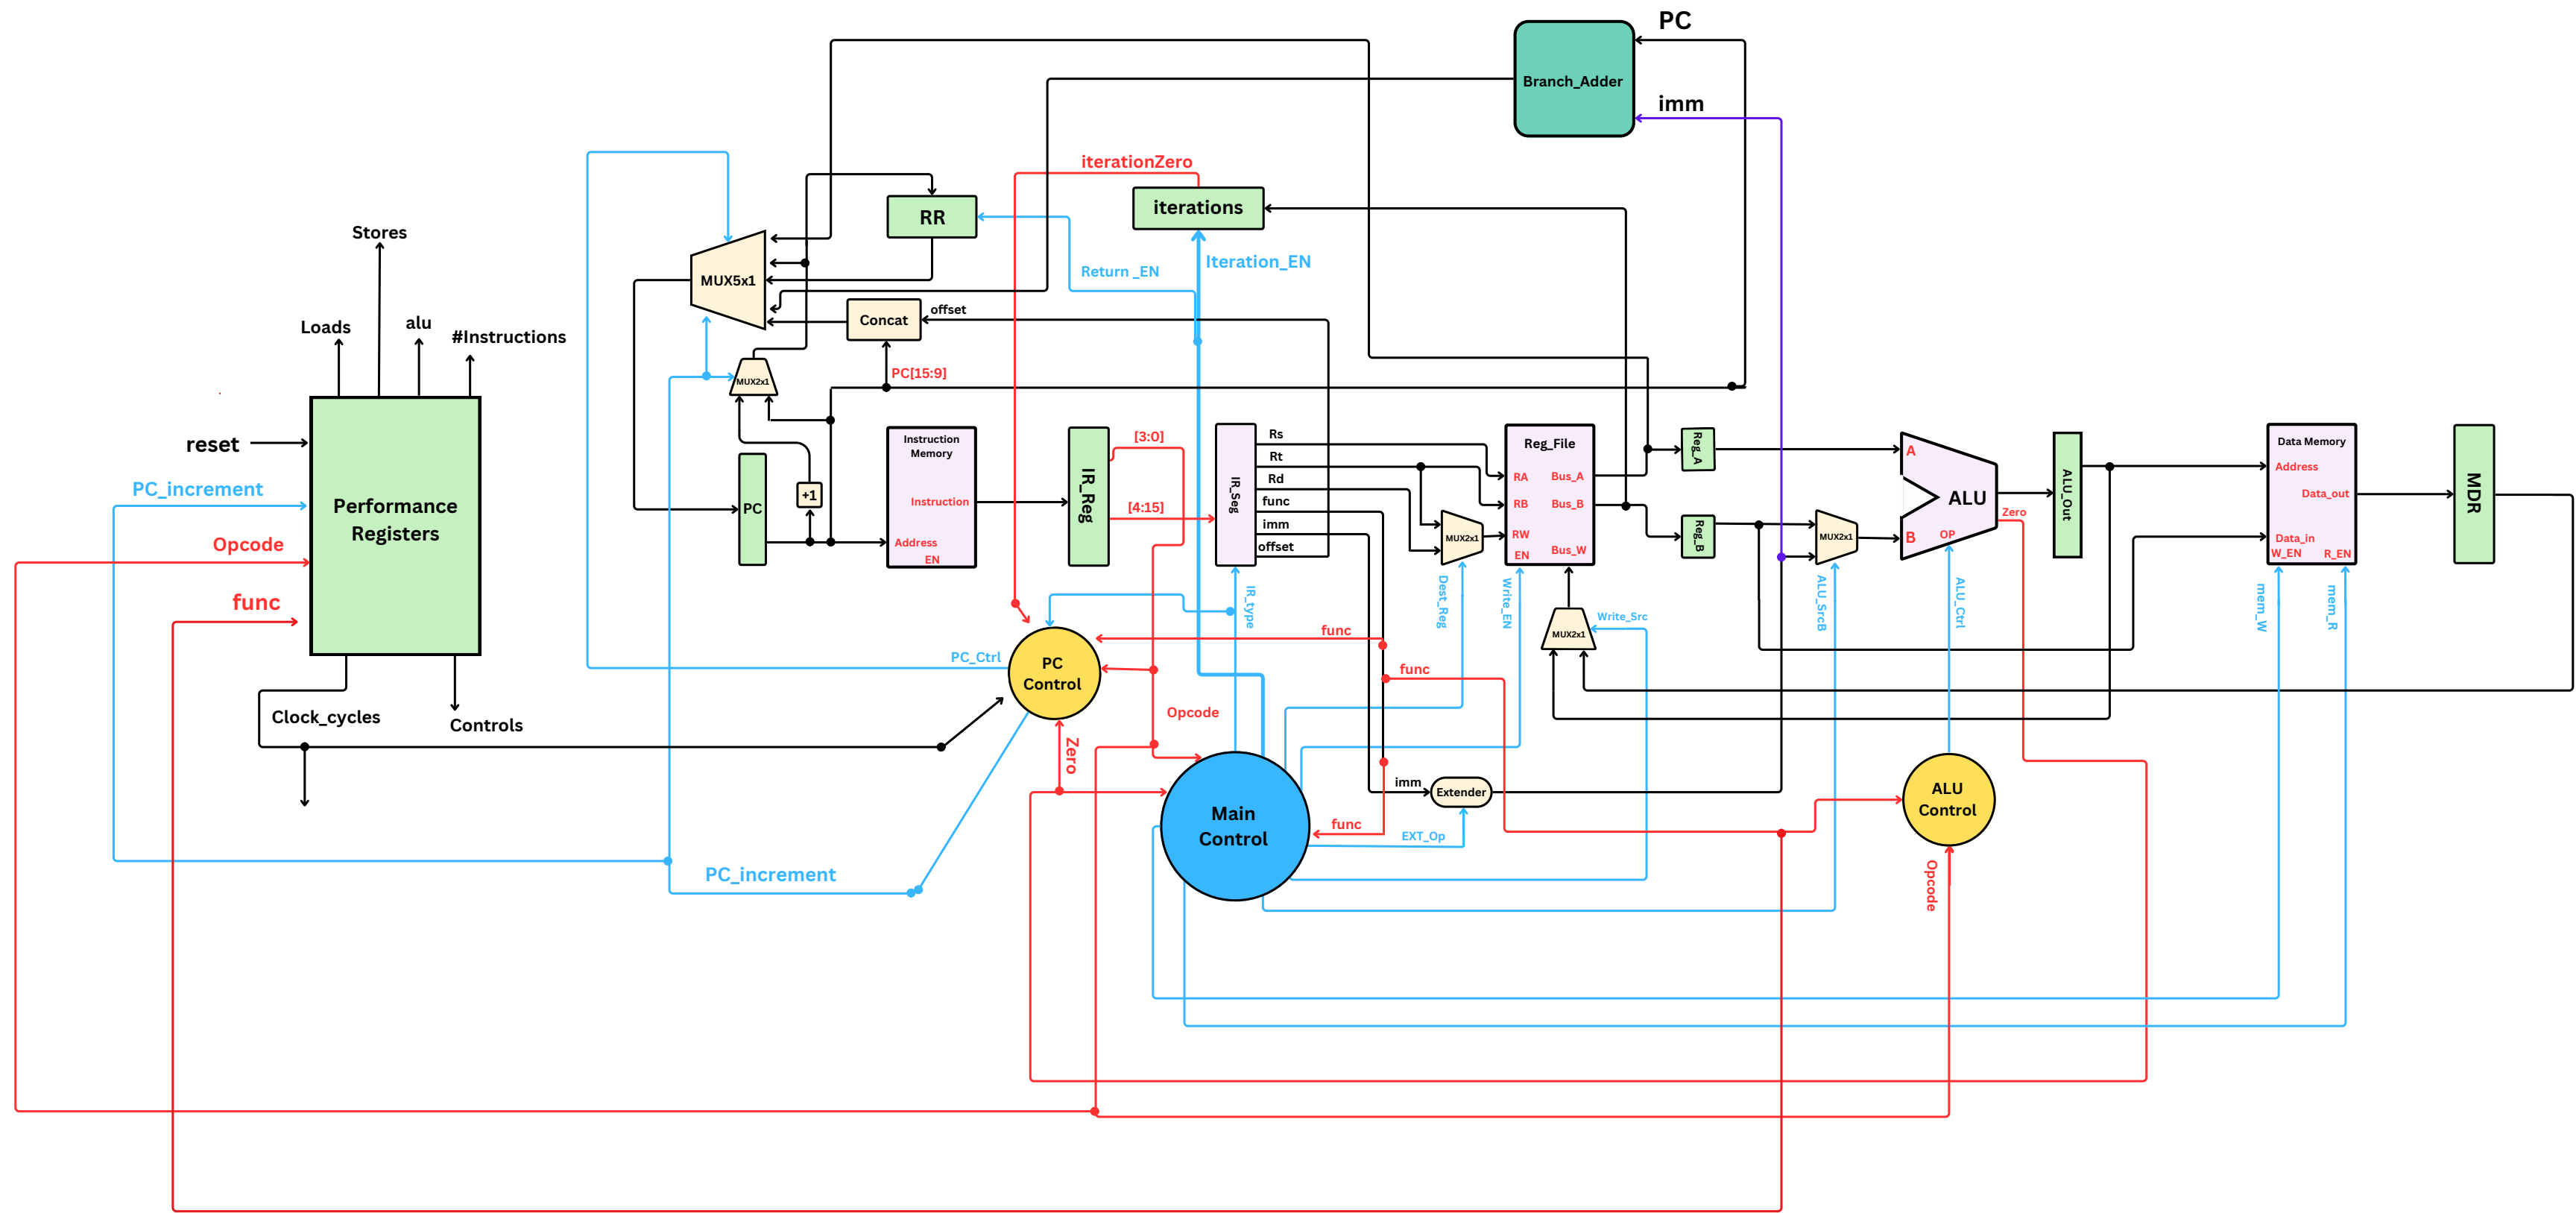 PC
Branch_Adder
imm
iterationZero
RR
iterations
Stores
Iteration_EN
Return _EN
MUX5x1
Loads
alu
#Instructions
Concat
offset
PC[15:9]
MUX2x1
reset
PC_increment
Opcode
func
Performance
Registers
Clock_cycles
Controls
PC
+1
Instruction
Memory
Instruction
Address
EN
IR_Reg
[3:0]
[4:15]
IR_Seg
Rs
Rt
Rd
func
imm
offset
MUX2x1
Reg_File
RA
Bus_A
RB
Bus_B
RW
EN
Bus_W
Reg_A
Reg_B
MUX2x1
A
ALU
B
OP
Zero
ALU_Out
Data Memory
Address
Data_out
Data_in
W_EN
R_EN
MDR
IR_type
Dest_Reg
Write_EN
Write_Src
MUX2x1
ALU_SrcB
ALU_Ctrl
mem_W
mem_R
func
func
PC_Ctrl
PC
Control
Opcode
Zero
Main
Control
imm
Extender
func
EXT_Op
ALU
Control
Opcode
PC_increment